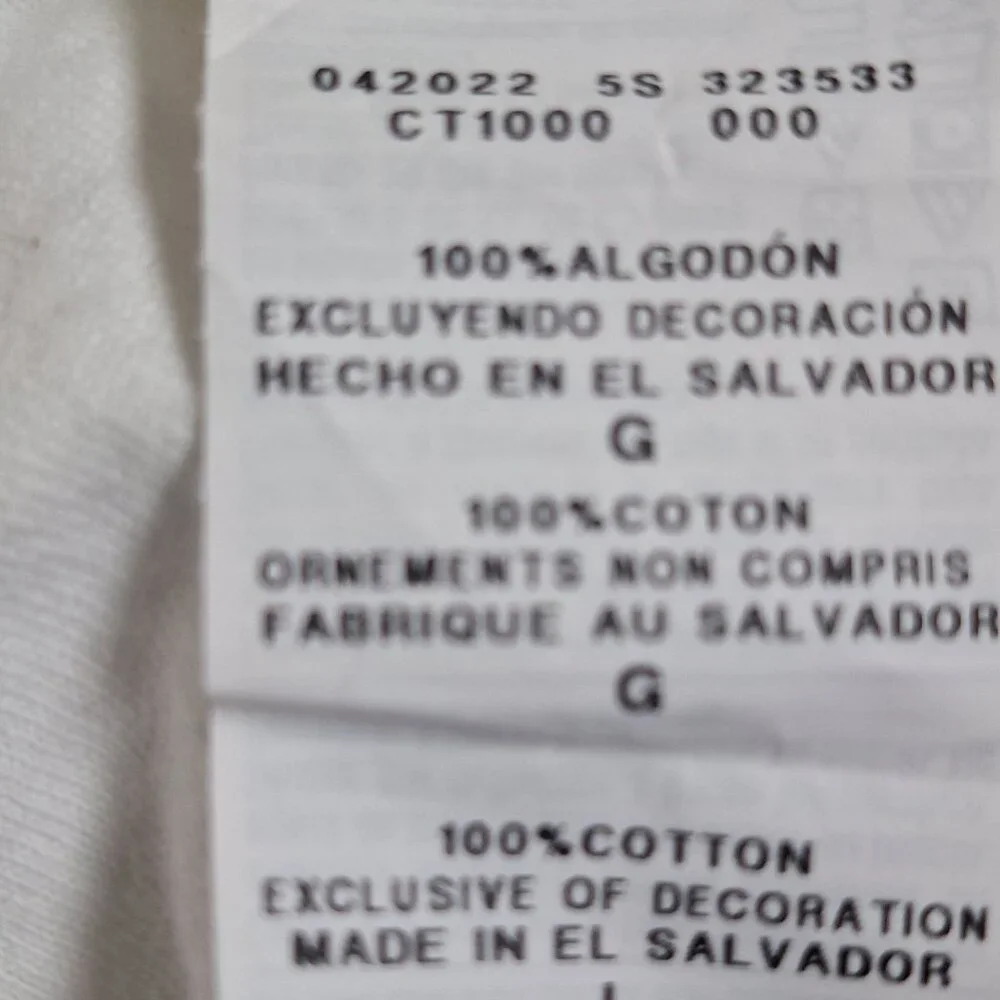 042022 5S 323533
CT1000 000
100%ALGODÓN
EXCLUYENDO DECORACIÓN
HECHO EN EL SALVADOR
G
100%COTON
ORNEMENTS NON COMPRIS
FABRIQUE AU SALVADOR
G
100%COTTON
EXCLUSIVE OF DECORATION
MADE IN EL SALVADOR